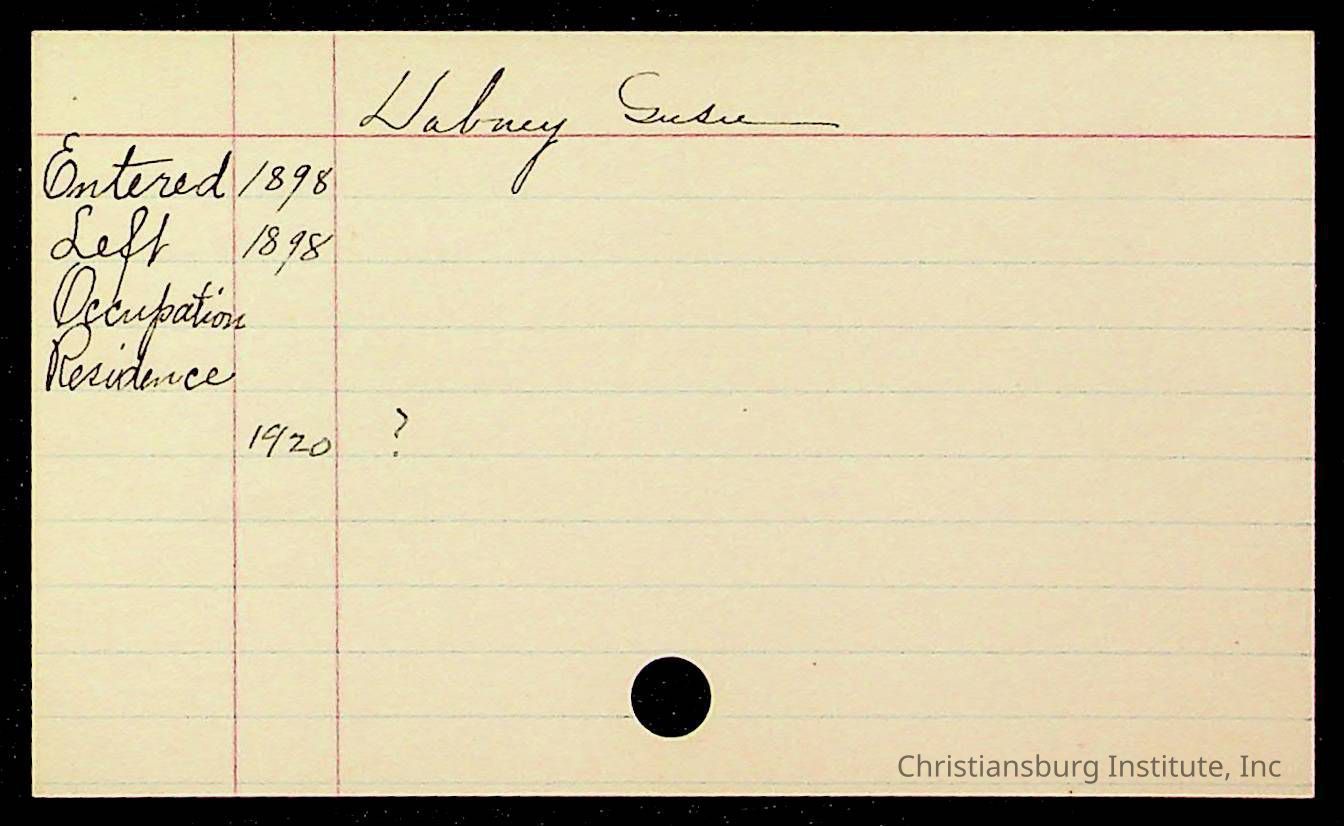 Dabney Susie
Entered 1898
Left 1898
Occupation
Residence
1920 ?
Christiansburg Institute, Inc